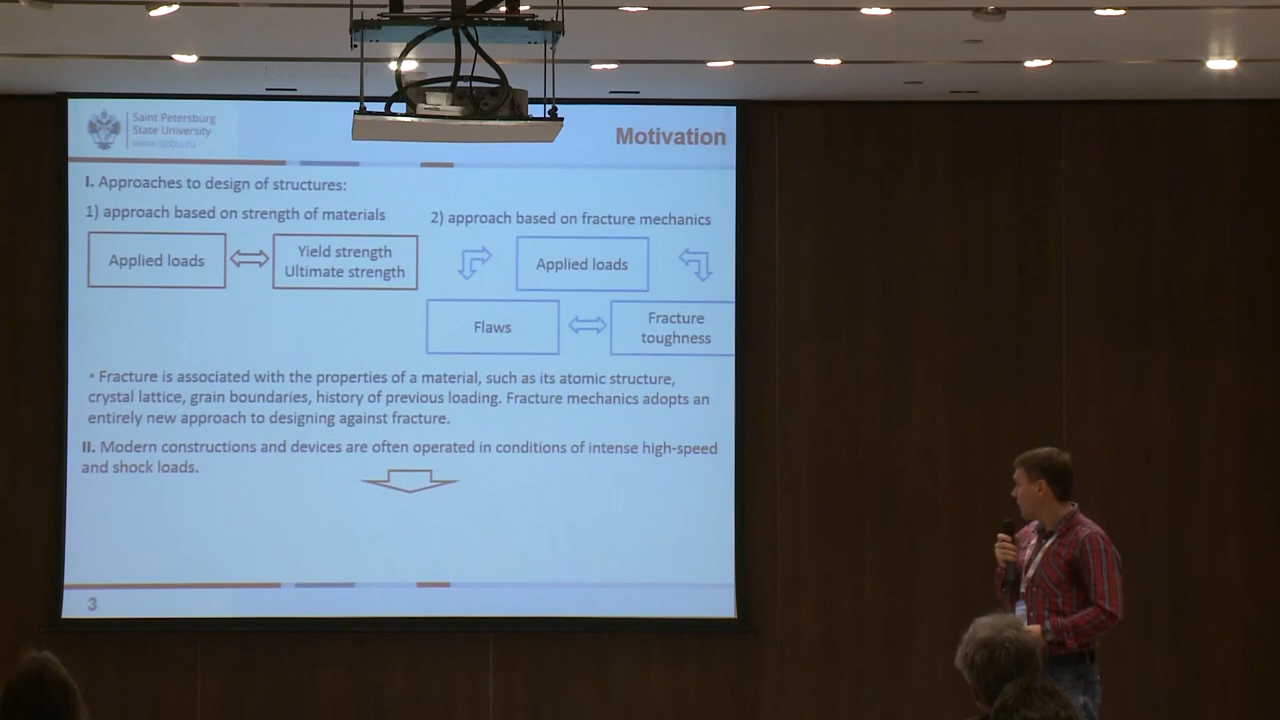 Saint Petersburg
State University
www.spbu.ru
Motivation
I. Approaches to design of structures:
1) approach based on strength of materials
Applied loads
Yield strength
Ultimate strength
2) approach based on fracture mechanics
Applied loads
Flaws
Fracture
toughness
* Fracture is associated with the properties of a material, such as its atomic structure,
crystal lattice, grain boundaries, history of previous loading. Fracture mechanics adopts an
entirely new approach to designing against fracture.
II. Modern constructions and devices are often operated in conditions of intense high-speed
and shock loads.
3